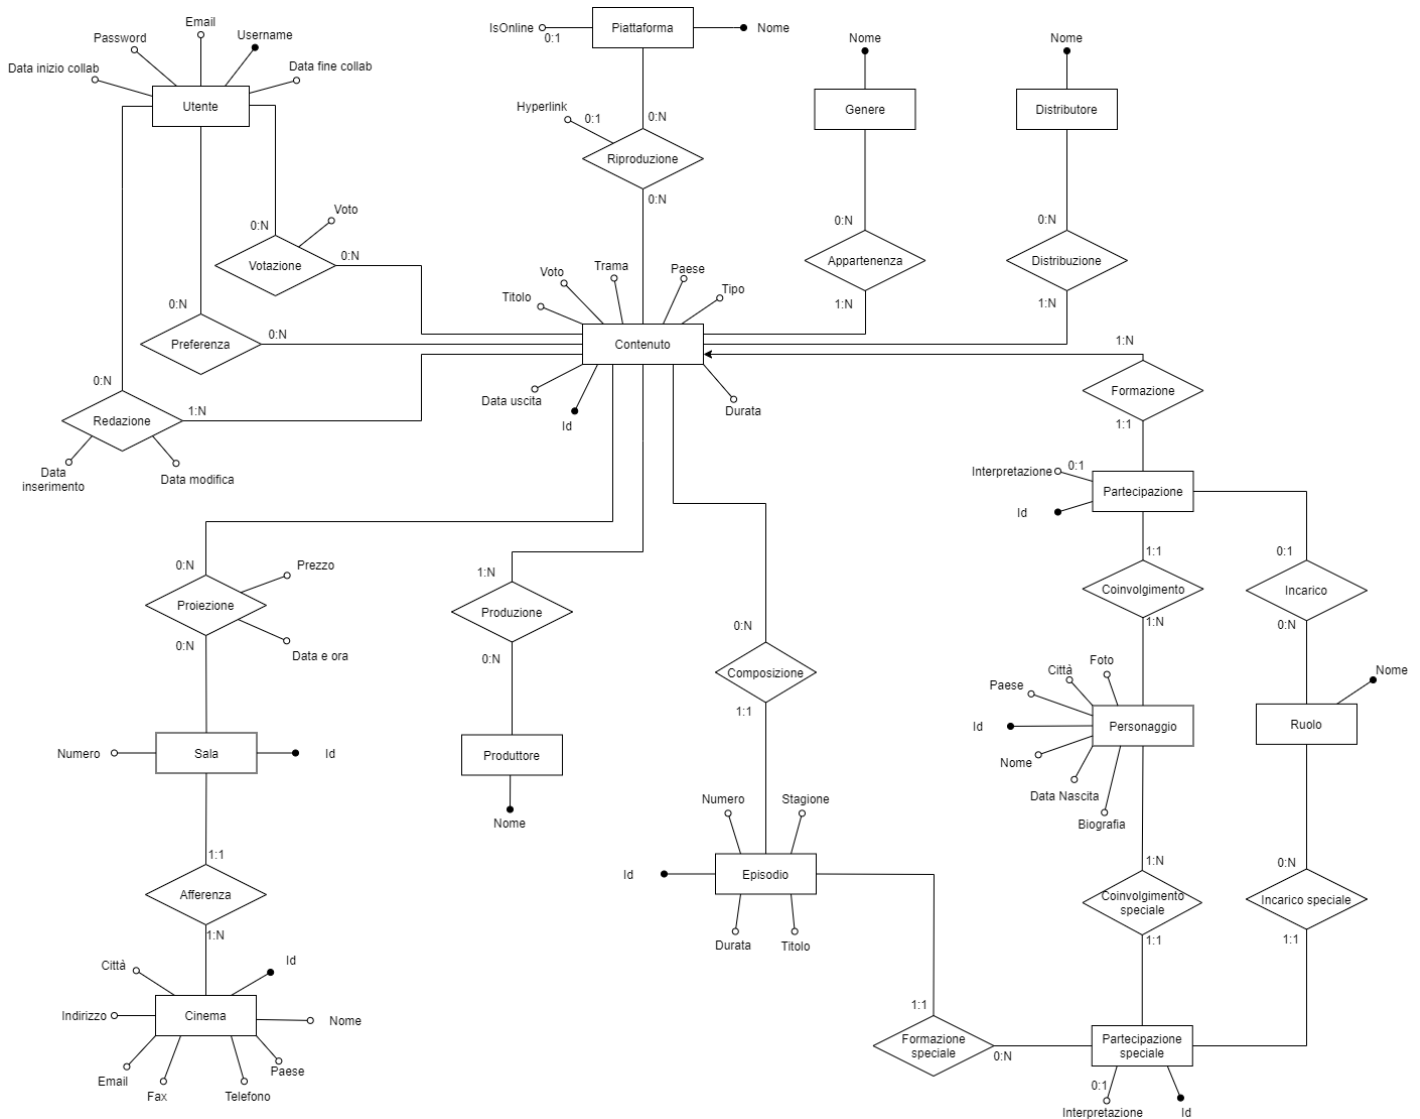 Email
Password
Username
Data inizio collab
Data fine collab
Utente
IsOnline
0:1
Piattaforma
Nome
Nome
Nome
Genere
Distributore
Hyperlink
0:1
0:N
Riproduzione
0:N
Voto
0:N
0:N
Votazione
0:N
Appartenenza
1:N
0:N
Distribuzione
1:N
Titolo
Voto
Trama
Paese
Tipo
Contenuto
Data uscita
Id
Durata
0:N
Preferenza
0:N
0:N
Redazione
1:N
Data
inserimento
Data modifica
1:N
Formazione
1:1
Interpretazione
0:1
Partecipazione
Id
0:N
Prezzo
Proiezione
0:N
Data e ora
1:N
Produzione
0:N
0:N
Composizione
1:1
1:1
Coinvolgimento
1:N
0:1
Incarico
0:N
Foto
Città
Paese
Id
Nome
Data Nascita
Biografia
Personaggio
Nome
Ruolo
Numero
Sala
Id
Produttore
Nome
Numero
Stagione
Id
Episodio
Durata
Titolo
1:1
Afferenza
1:N
1:N
Coinvolgimento
speciale
1:1
0:N
Incarico speciale
1:1
Città
Id
Indirizzo
Cinema
Nome
Email
Fax
Telefono
Paese
1:1
Formazione
speciale
0:N
Partecipazione
speciale
0:1
Interpretazione
Id